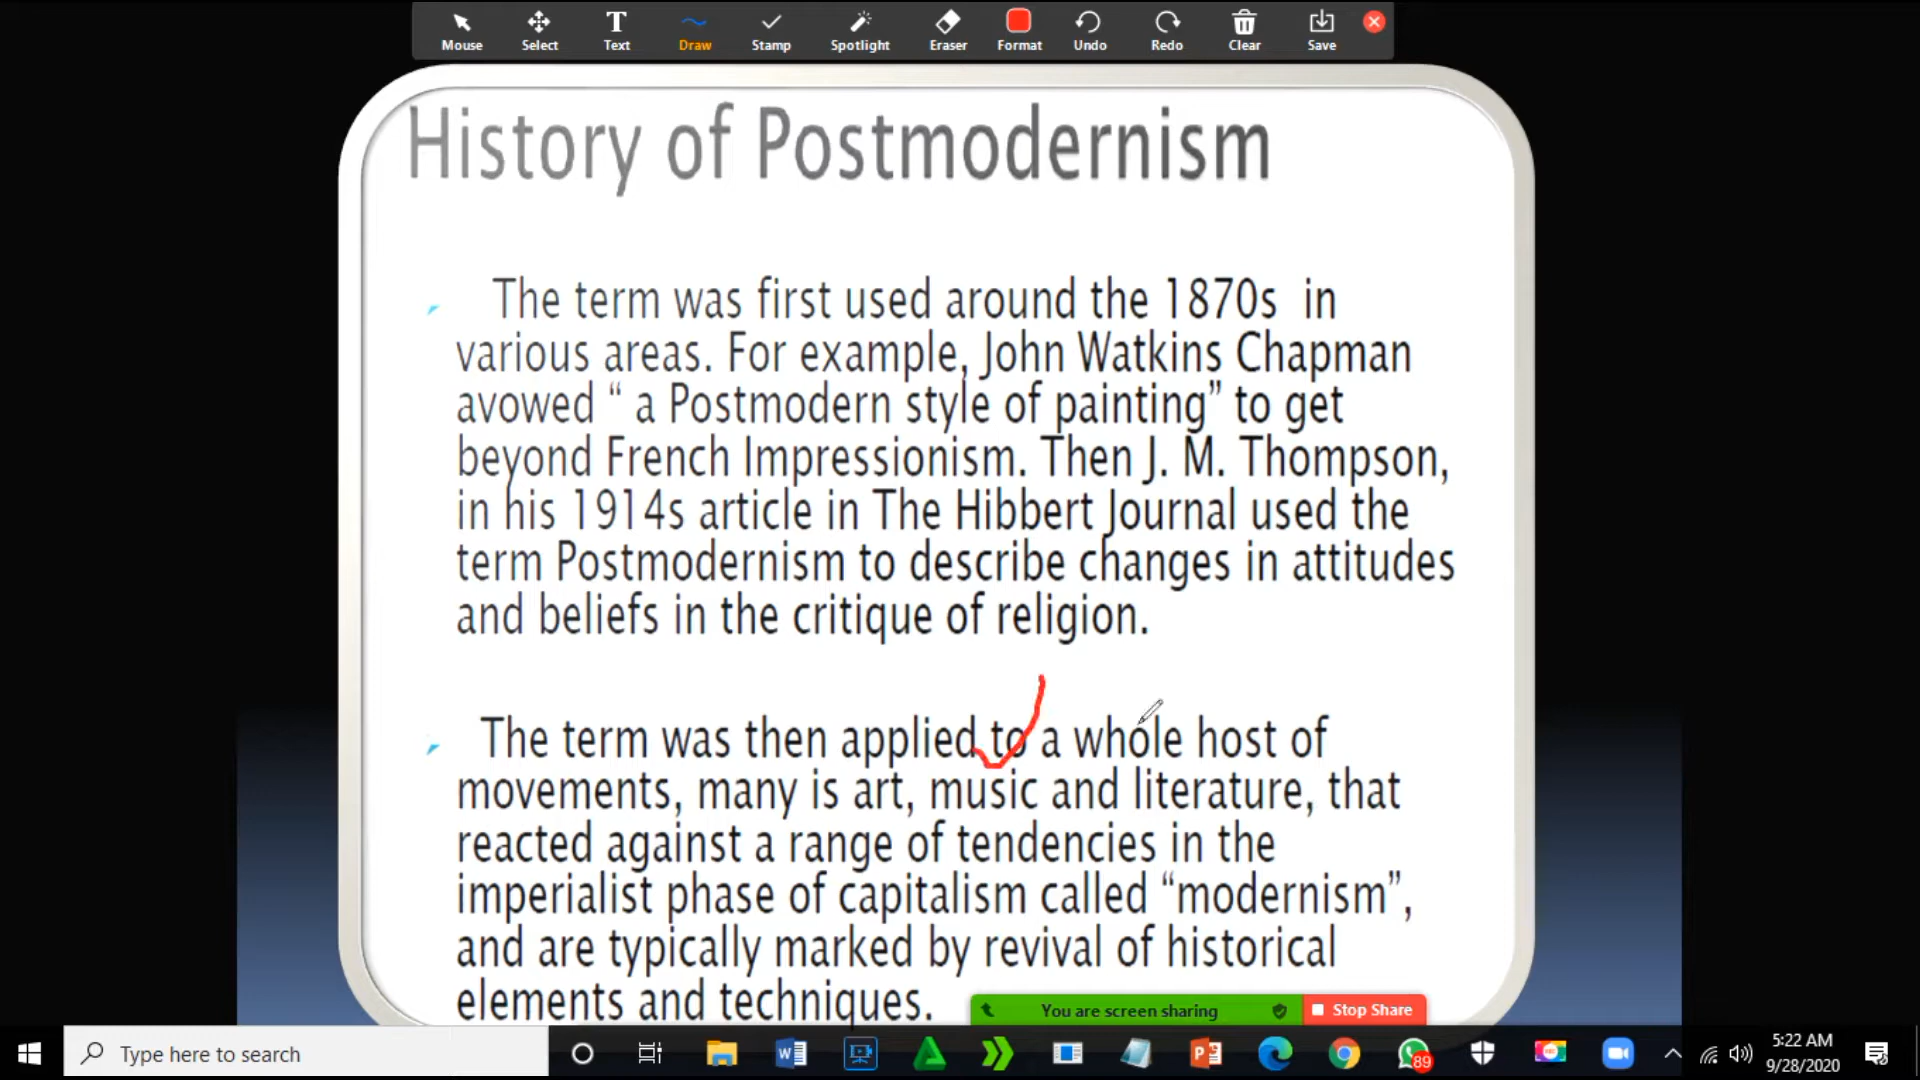 Mouse Select Text Draw Stamp Spotlight Eraser Format Undo Redo Clear Save
History of Postmodernism
The term was first used around the 1870s in
various areas. For example, John Watkins Chapman
avowed “ a Postmodern style of painting” to get
beyond French Impressionism. Then J. M. Thompson,
in his 1914s article in The Hibbert Journal used the
term Postmodernism to describe changes in attitudes
and beliefs in the critique of religion.
The term was then applied to a whole host of
movements, many is art, music and literature, that
reacted against a range of tendencies in the
imperialist phase of capitalism called “modernism”,
and are typically marked by revival of historical
elements and techniques.
You are screen sharing Stop Share
Type here to search
89
5:22 AM
9/28/2020